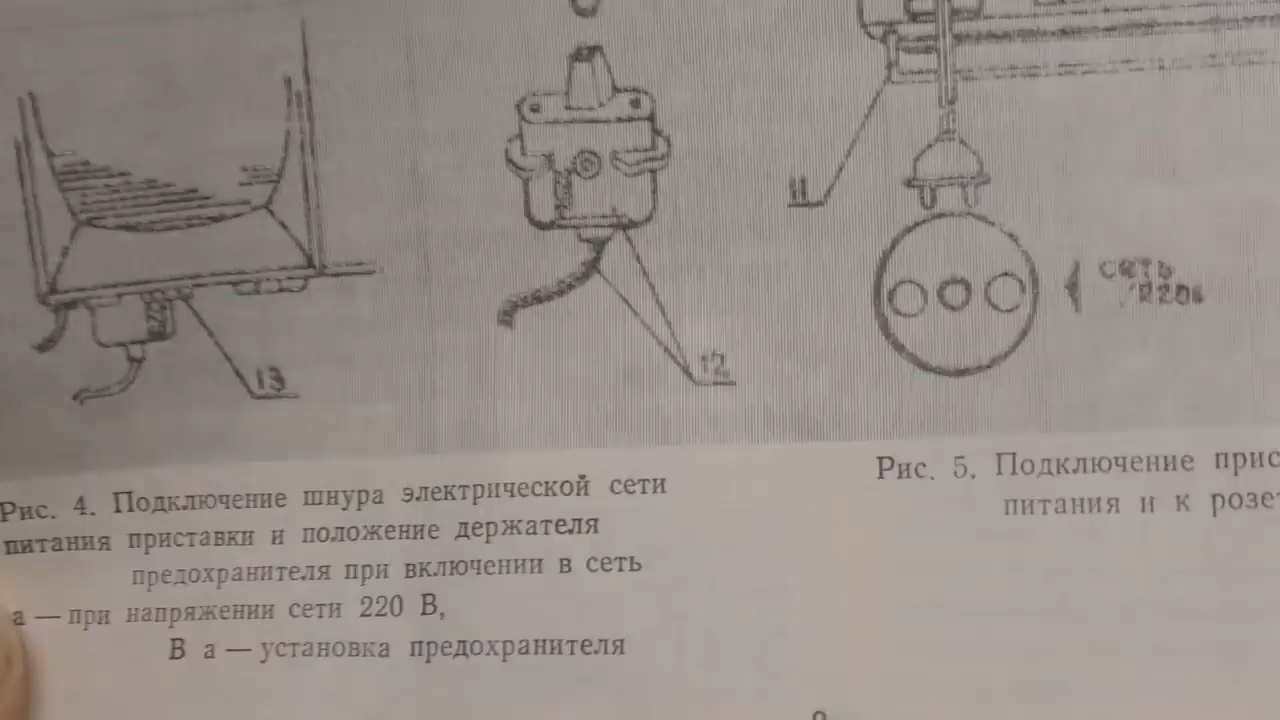 11
СЕТЬ
220в
13
12
Рис. 4. Подключение шнура электрической сети
питания приставки и положение держателя
предохранителя при включении в сеть
а — при напряжении сети 220 В,
В а — установка предохранителя
Рис. 5. Подключение прис
питания и к розе